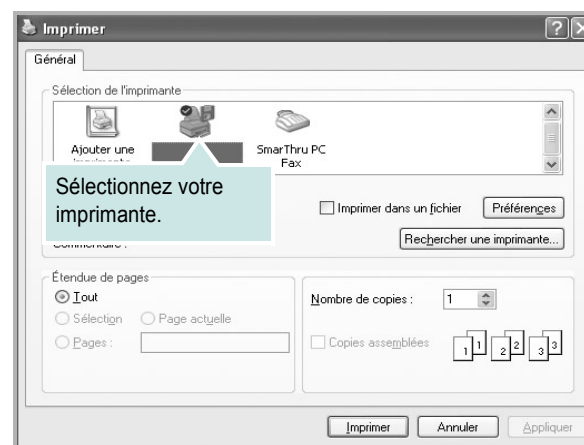 Imprimer
Général
Sélection de l'imprimante
Ajouter une
SmarThru PC
Fax
Sélectionnez votre
imprimante.
Imprimer dans un fichier
Préférences
Rechercher une imprimante...
Étendue de pages
Tout
Sélection
Page actuelle
Pages :
Nombre de copies :
1
Copies assemblées
1 1 2 2 3 3
Imprimer
Annuler
Appliquer